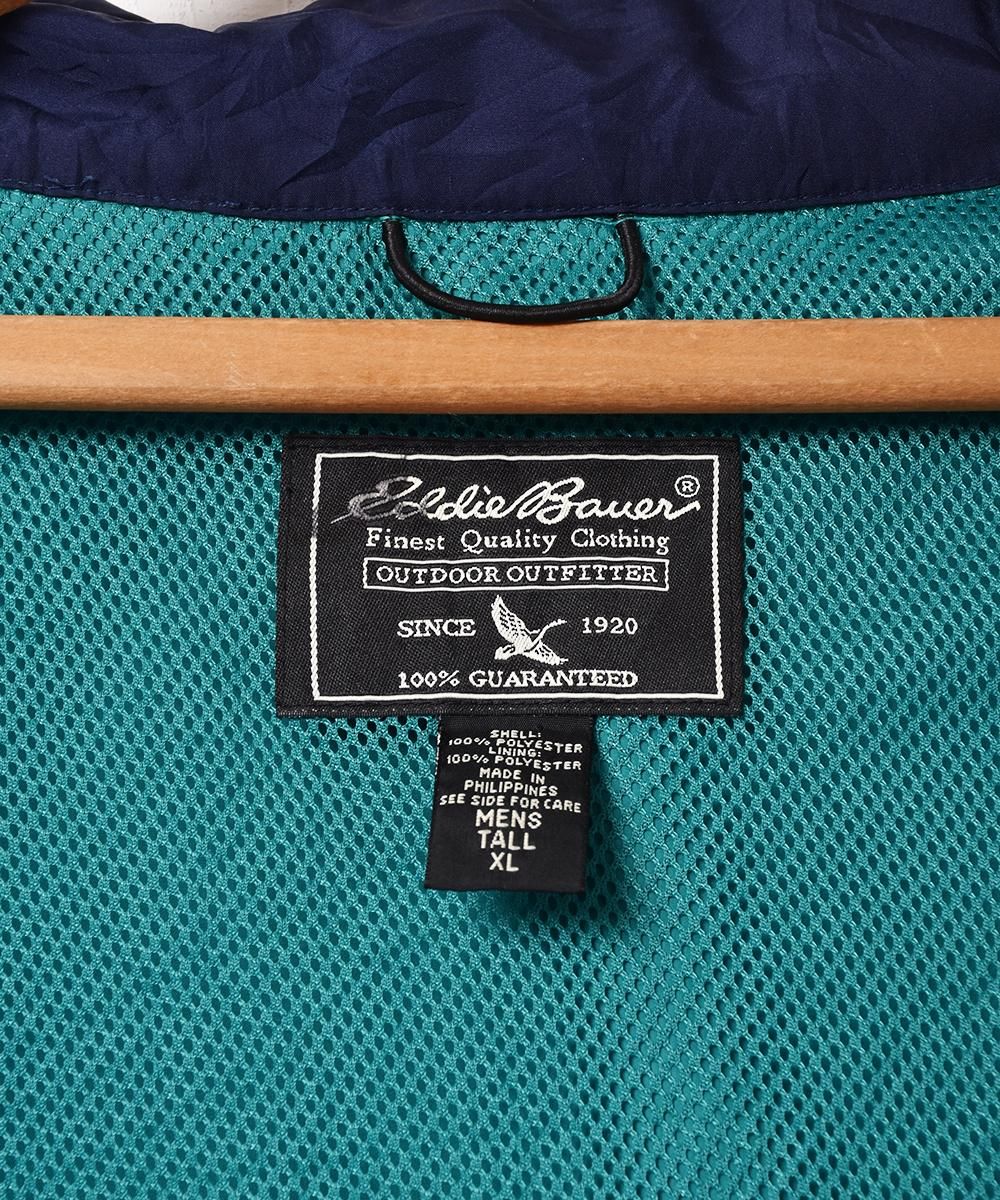 Eddie Bauer®
Finest Quality Clothing
OUTDOOR OUTFITTER
SINCE 1920
100% GUARANTEED
SHELL:
100% POLYESTER
LINING:
100% POLYESTER
MADE IN
PHILIPPINES
SEE SIDE FOR CARE
MENS
TALL
XL